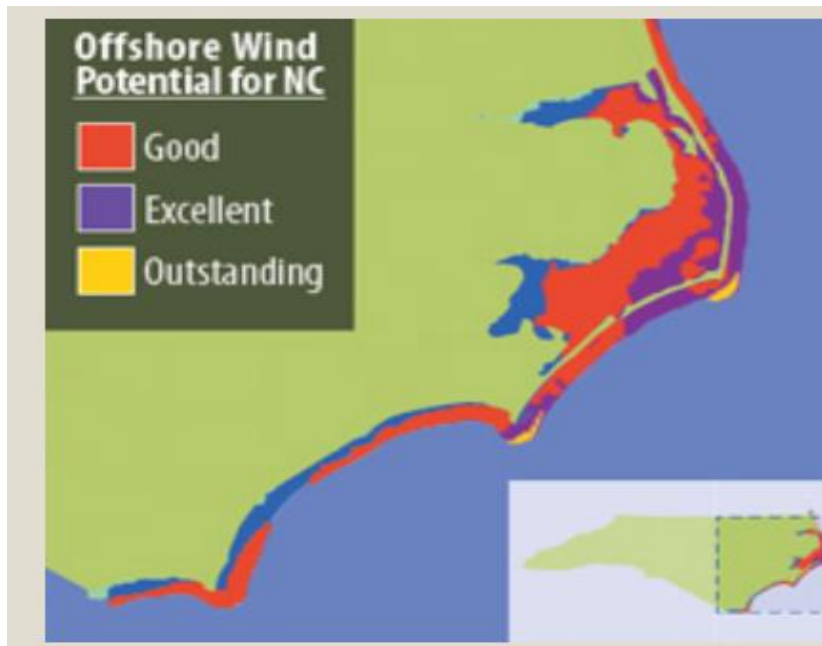 Offshore Wind
Potential for NC
Good
Excellent
Outstanding